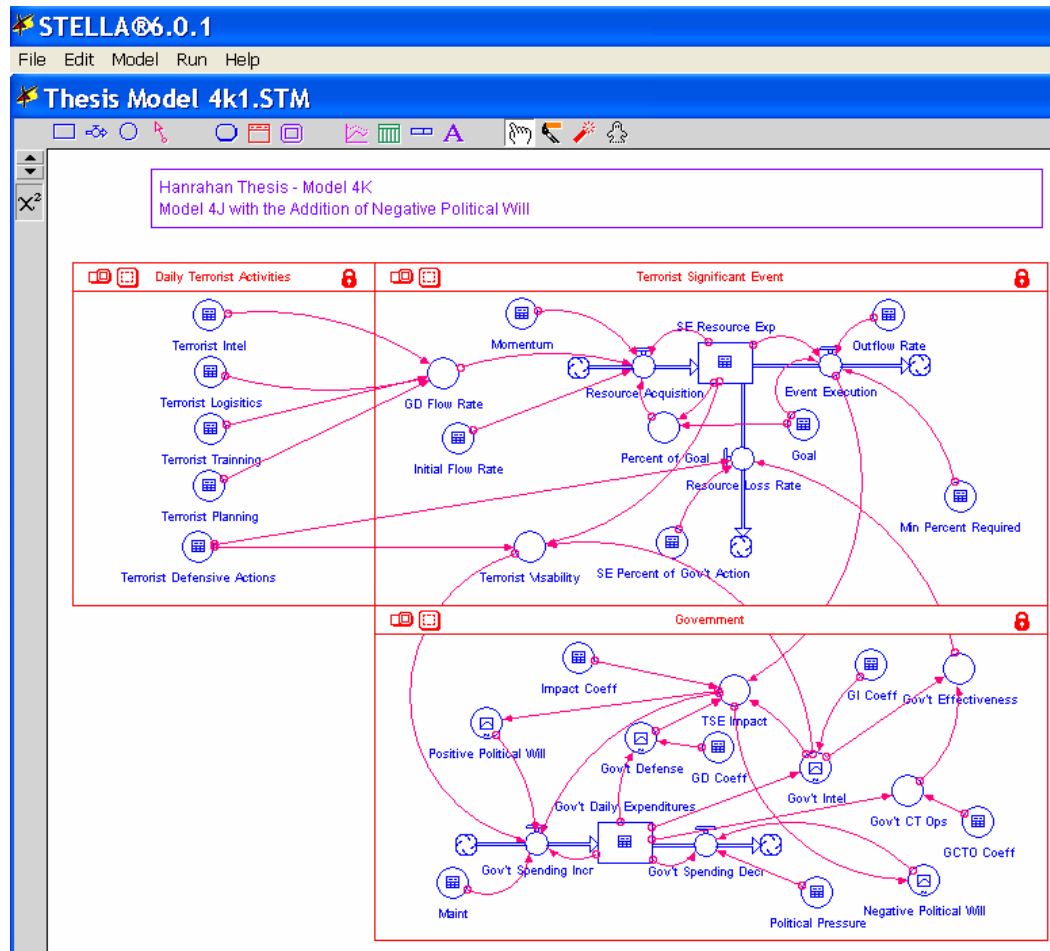 STELLA®6.0.1
File Edit Model Run Help
Thesis Model 4k1.STM
A
X²
Hanrahan Thesis - Model 4K
Model 4J with the Addition of Negative Political Will
Daily Terrorist Activities
Terrorist Significant Event
Terrorist Intel
Terrorist Logisitics
Terrorist Trainning
Terrorist Planning
Terrorist Defensive Actions
GD Flow Rate
Momentum
SE Resource Exp
Outflow Rate
Resource Acquisition
Event Execution
Initial Flow Rate
Percent of Goal
Goal
Resource Loss Rate
Min Percent Required
Terrorist Visability
SE Percent of Gov't Action
Government
Impact Coeff
TSE Impact
GI Coeff
Gov't Effectiveness
Positive Political Will
Gov't Defense
GD Coeff
Gov't Intel
Gov't Daily Expenditures
Gov't CT Ops
GCTO Coeff
Gov't Spending Incr
Gov't Spending Decr
Maint
Political Pressure
Negative Political Will